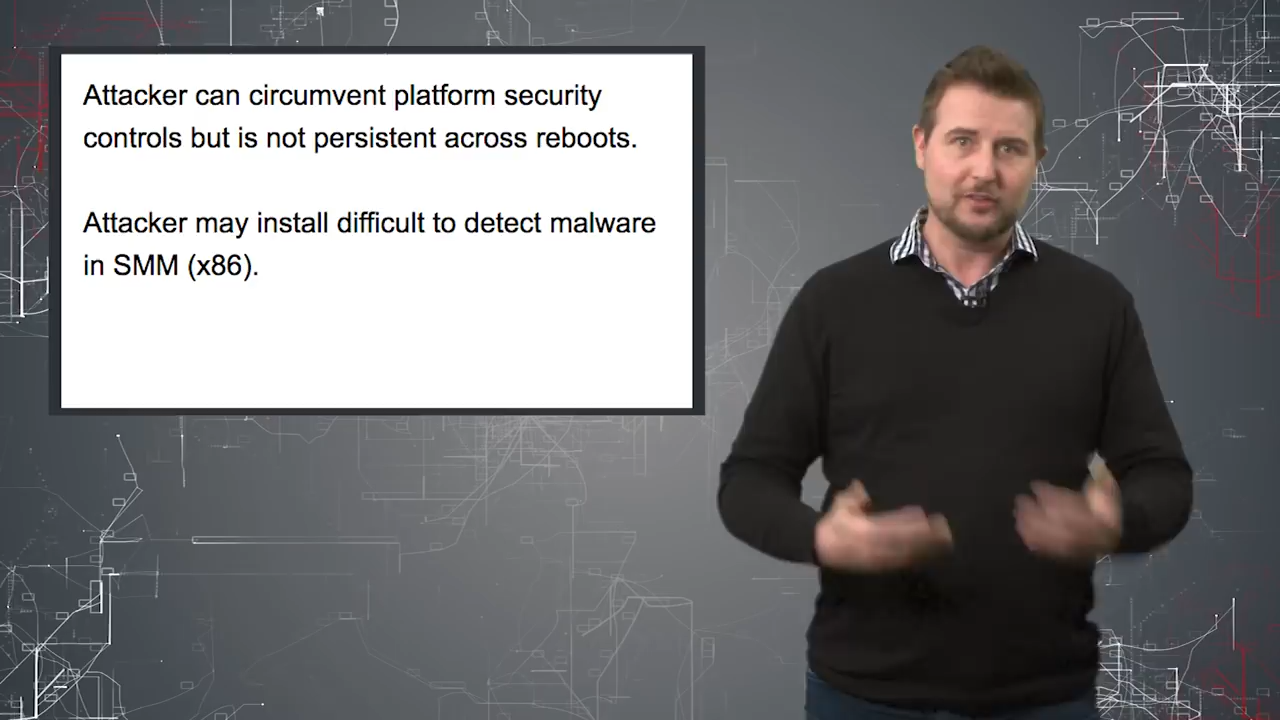 Attacker can circumvent platform security
controls but is not persistent across reboots.
Attacker may install difficult to detect malware
in SMM (x86).